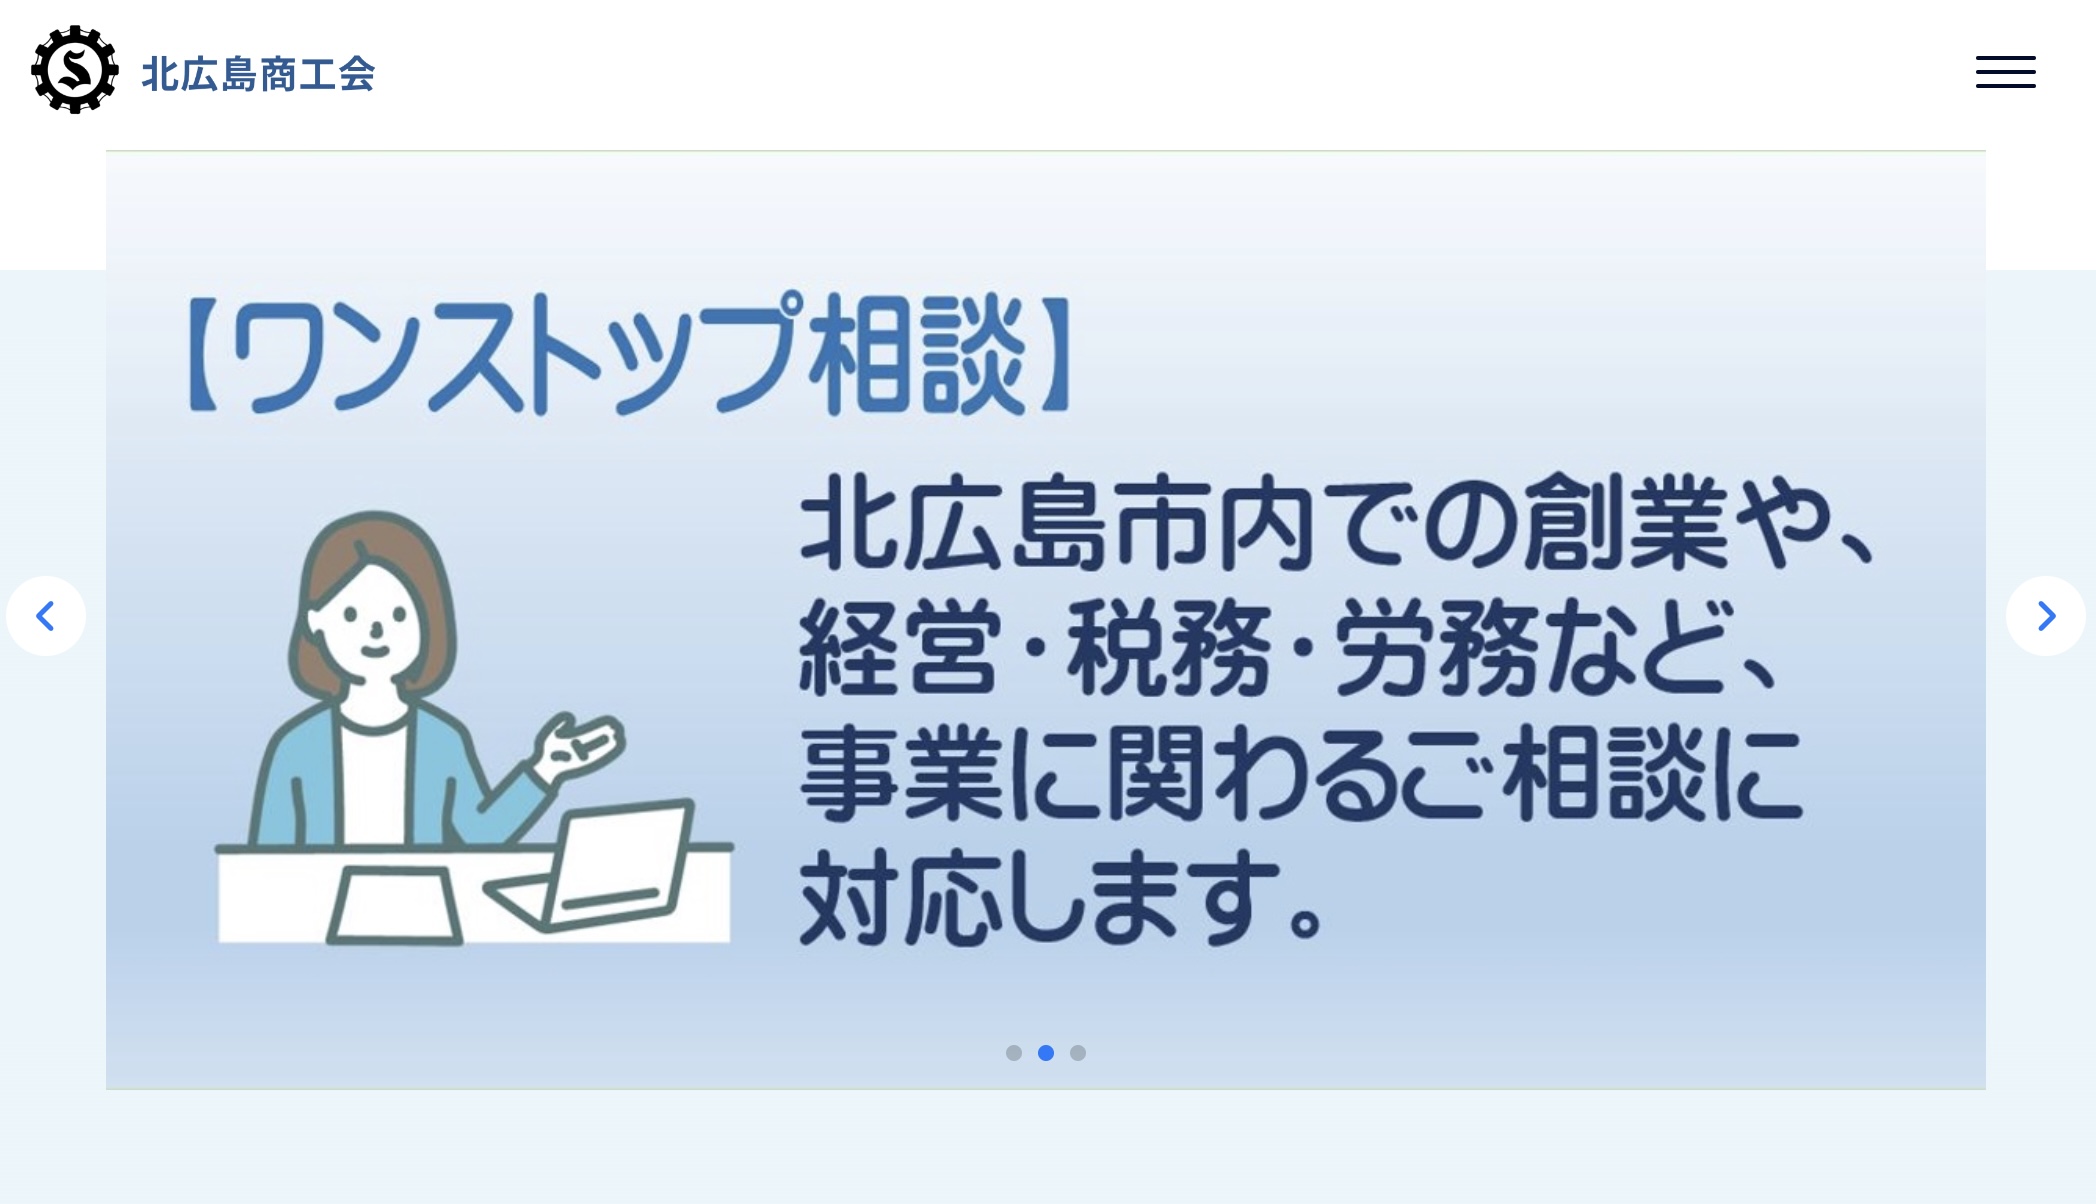 北広島商工会
【ワンストップ相談】
北広島市内での創業や、
経営・税務・労務など、
事業に関わるご相談に
対応します。